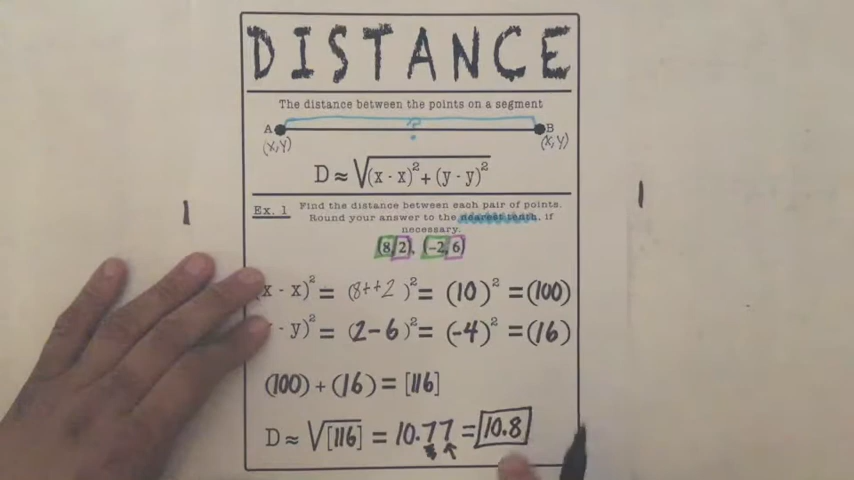 DISTANCE
The distance between the points on a segment
A ? B
(X,Y) (X,Y)
D ≈ √(x - x)² + (y - y)²
Ex. 1 Find the distance between each pair of points.
Round your answer to the nearest tenth, if
necessary.
(8, 2), (-2, 6)
x - x)² = (8++2)² = (10)² = (100)
- y)² = (2-6)² = (-4)² = (16)
(100) + (16) = [116]
D ≈ √[116] = 10.77 = 10.8